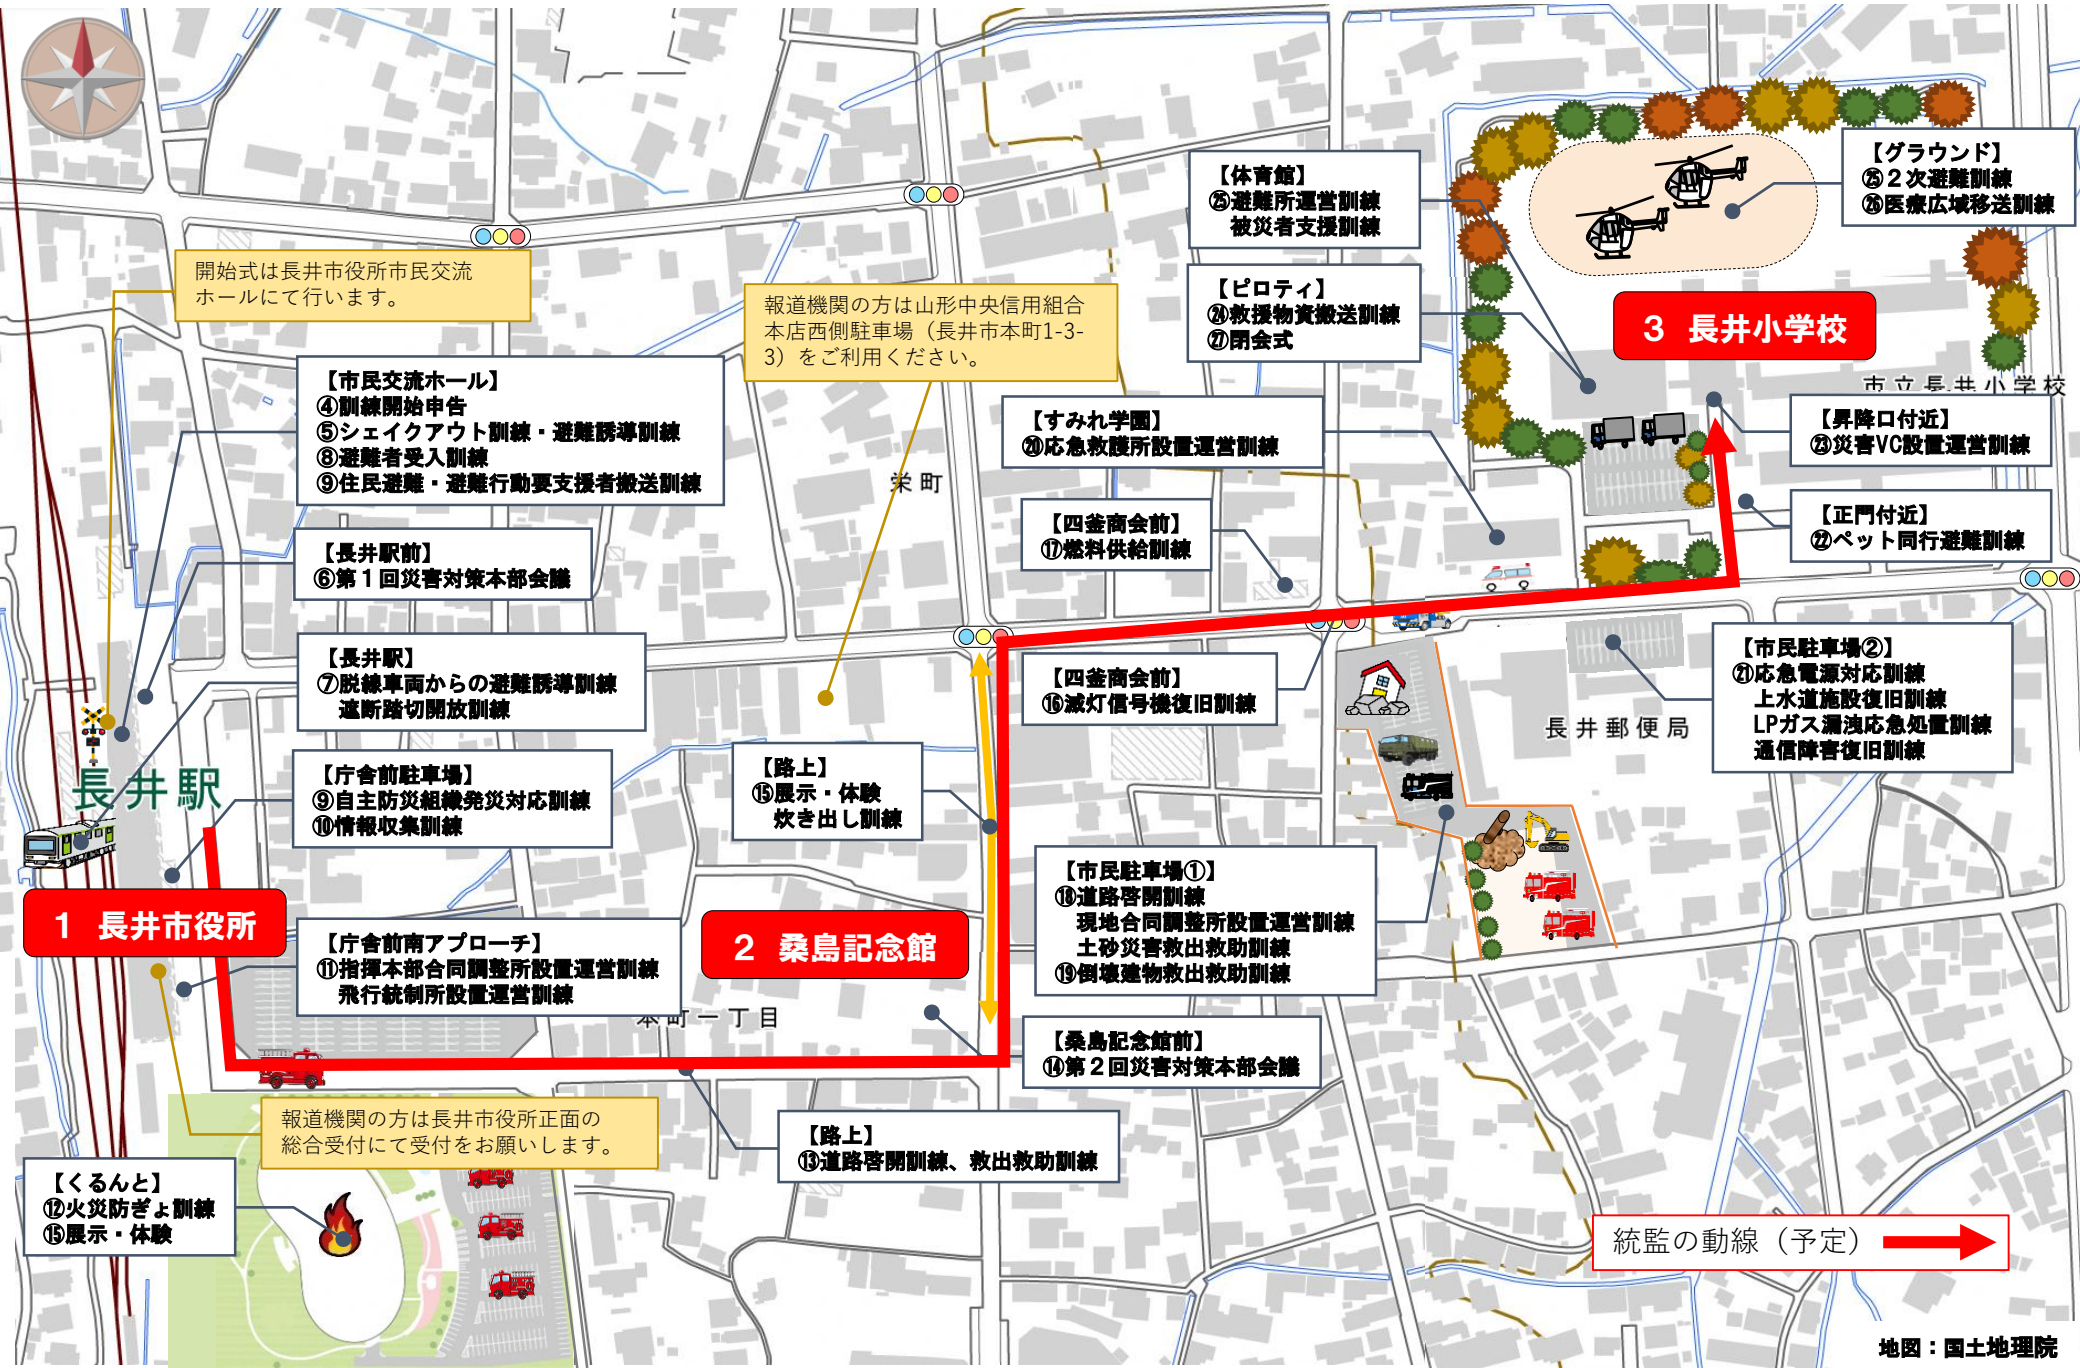 開始式は長井市役所市民交流
ホールにて行います。
報道機関の方は山形中央信用組合
本店西側駐車場（長井市本町1-3-
3）をご利用ください。
【体育館】
㉕避難所運営訓練
被災者支援訓練
【グラウンド】
㉕２次避難訓練
㉖医療広域移送訓練
【ピロティ】
㉔救援物資搬送訓練
㉗閉会式
3 長井小学校
市立長井小学校
【市民交流ホール】
④訓練開始申告
⑤シェイクアウト訓練・避難誘導訓練
⑧避難者受入訓練
⑨住民避難・避難行動要支援者搬送訓練
【すみれ学園】
⑳応急救護所設置運営訓練
【昇降口付近】
㉓災害VC設置運営訓練
栄町
【四釜商会前】
⑰燃料供給訓練
【正門付近】
㉒ペット同行避難訓練
【長井駅前】
⑥第１回災害対策本部会議
【長井駅】
⑦脱線車両からの避難誘導訓練
遮断踏切開放訓練
【四釜商会前】
⑯滅灯信号機復旧訓練
【市民駐車場②】
㉑応急電源対応訓練
上水道施設復旧訓練
LPガス漏洩応急処置訓練
通信障害復旧訓練
長井郵便局
長井駅
【庁舎前駐車場】
⑨自主防災組織発災対応訓練
⑩情報収集訓練
【路上】
⑮展示・体験
炊き出し訓練
【市民駐車場①】
⑱道路啓開訓練
現地合同調整所設置運営訓練
土砂災害救出救助訓練
⑲倒壊建物救出救助訓練
1 長井市役所
2 桑島記念館
【庁舎前南アプローチ】
⑪指揮本部合同調整所設置運営訓練
飛行統制所設置運営訓練
本町一丁目
【桑島記念館前】
⑭第２回災害対策本部会議
報道機関の方は長井市役所正面の
総合受付にて受付をお願いします。
【路上】
⑬道路啓開訓練、救出救助訓練
【くるんと】
⑫火災防ぎょ訓練
⑮展示・体験
統監の動線（予定）
地図：国土地理院